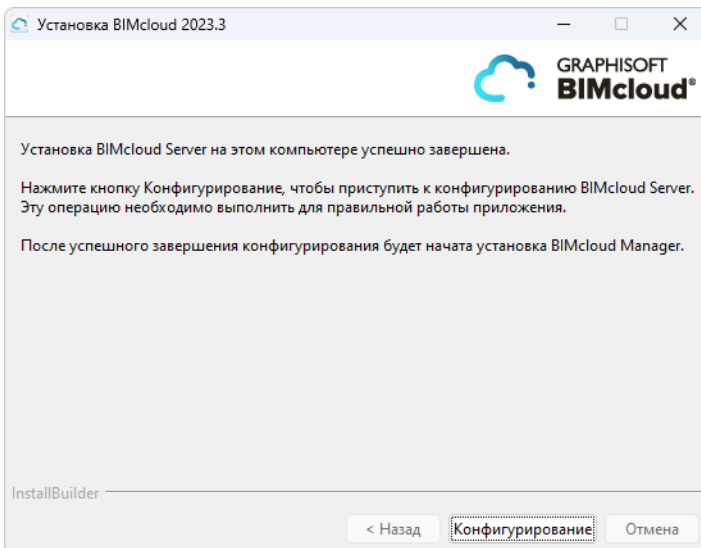 Установка BIMcloud 2023.3
GRAPHISOFT
BIMcloud®
Установка BIMcloud Server на этом компьютере успешно завершена.
Нажмите кнопку Конфигурирование, чтобы приступить к конфигурированию BIMcloud Server.
Эту операцию необходимо выполнить для правильной работы приложения.
После успешного завершения конфигурирования будет начата установка BIMcloud Manager.
InstallBuilder
< Назад Конфигурирование Отмена